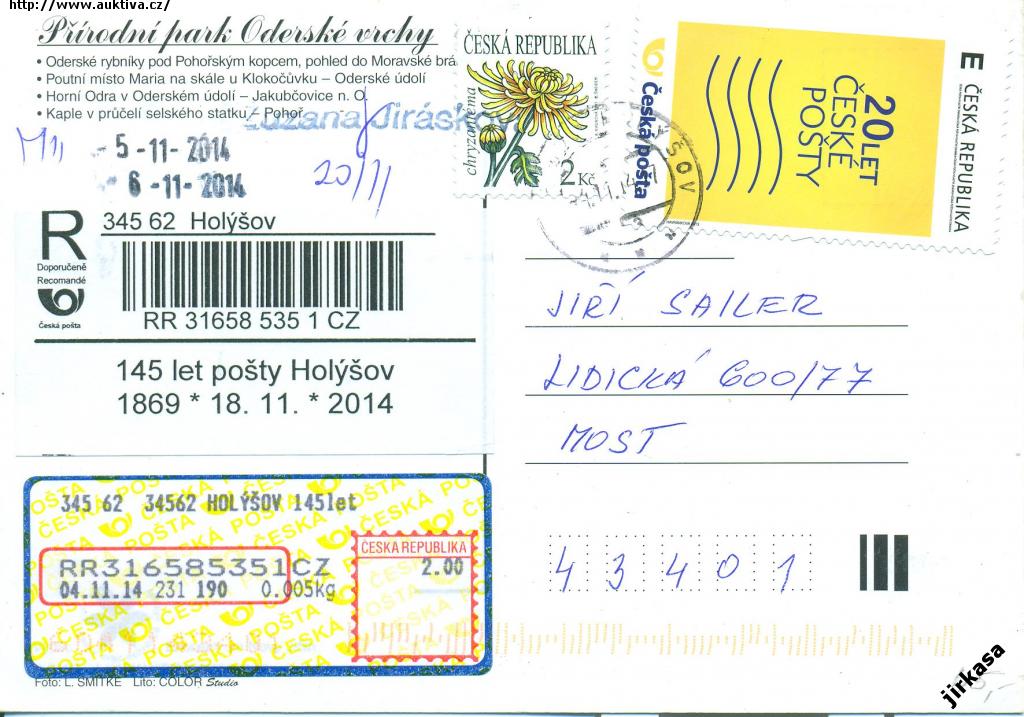 http://www.auktiva.cz/
Přírodní park Oderské vrchy
• Oderské rybníky pod Pohořským kopcem, pohled do Moravské brá
• Poutní místo Maria na skále u Klokočůvku – Oderské údolí
• Horní Odra v Oderském údolí – Jakubčovice n. O
• Kaple v průčelí selského statku – Pohoř
Zuzana Jirásková
- 5 -11- 2014
- 6 -11- 2014
20/11
ČESKÁ REPUBLIKA
chryzantéma
2 Kč
Česká pošta
20 LET
ČESKÉ
POŠTY
E
ČESKÁ REPUBLIKA
R
Doporučeně
Recomandé
Česká pošta
345 62 Holýšov
RR 31658 535 1 CZ
145 let pošty Holýšov
1869 * 18. 11. * 2014
JIŘÍ SAILER
LIDICKÁ 600/77
MOST
43401
345 62 34562 HOLÝŠOV 145let
ČESKÁ REPUBLIKA
RR316585351CZ
2.00
04.11.14 231 190 0.005kg
ČESKÁ POŠTA
Foto: L. SMITKE Lito: COLOR Studio
jirkasa